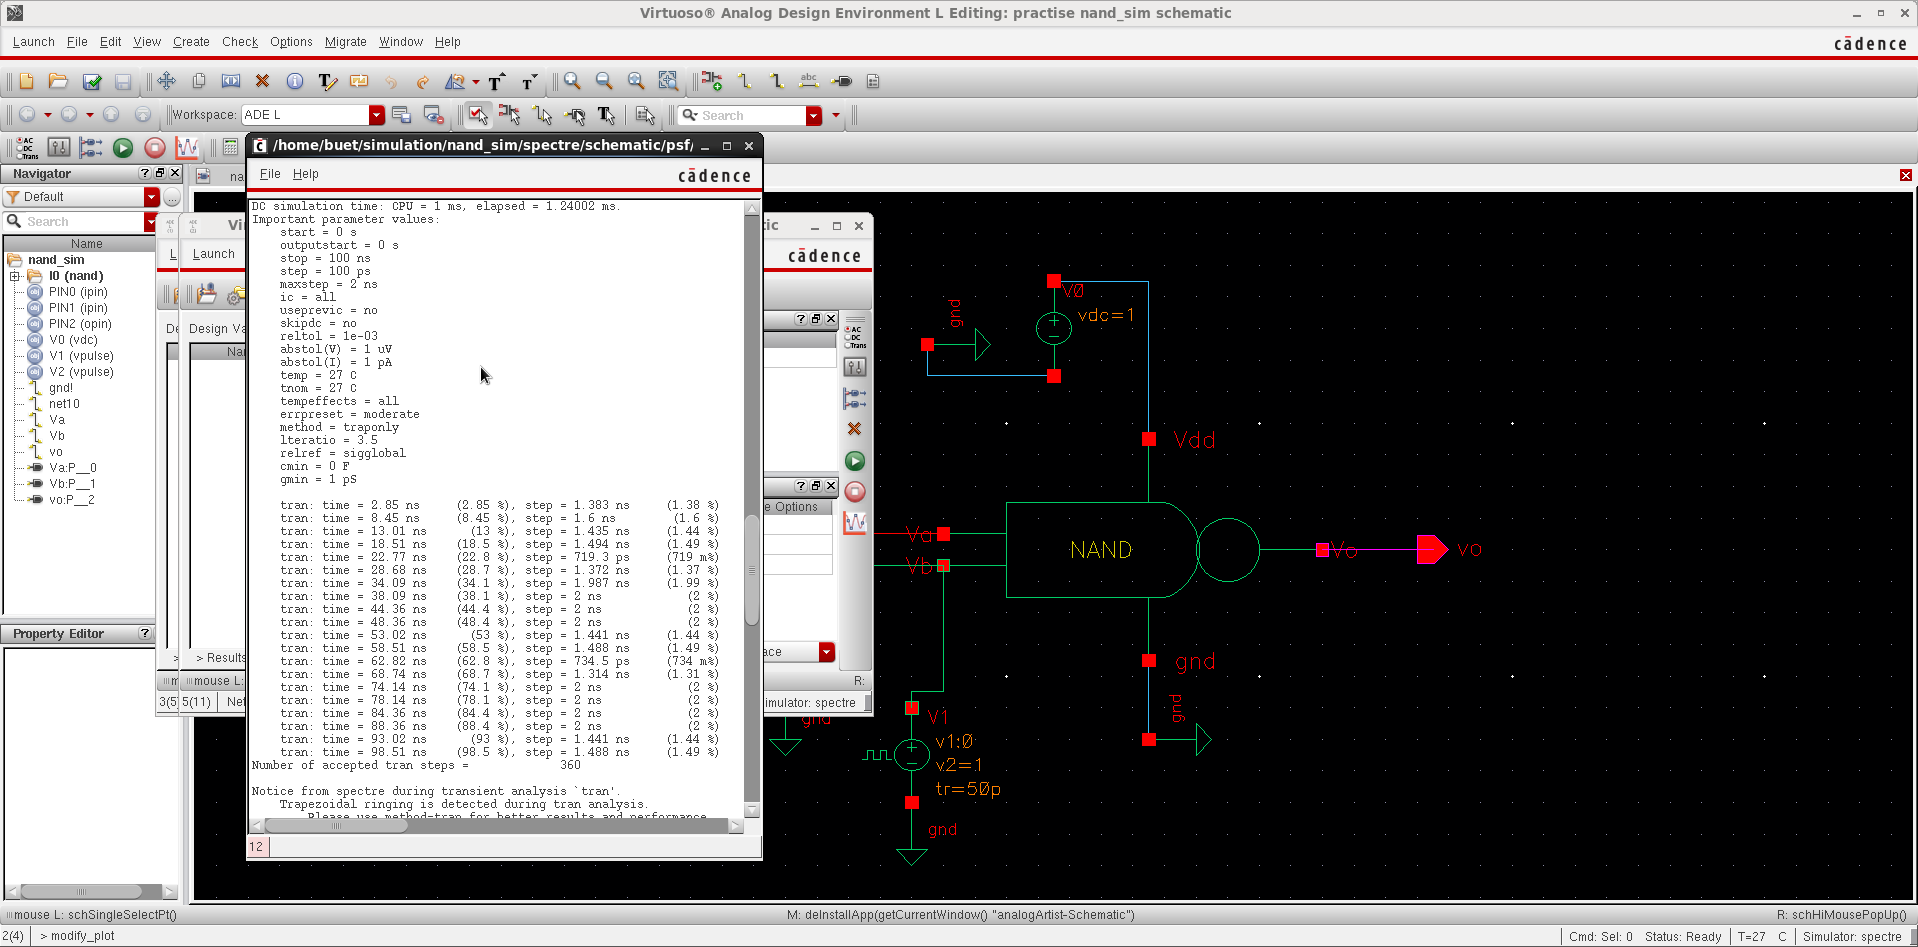 Virtuoso® Analog Design Environment L Editing: practise nand_sim schematic
Launch File Edit View Create Check Options Migrate Window Help
cādence
Workspace: ADE L
Search
AC
DC
Trans
Navigator
Default
Search
Name
nand_sim
I0 (nand)
PIN0 (ipin)
PIN1 (ipin)
PIN2 (opin)
V0 (vdc)
V1 (vpulse)
V2 (vpulse)
gnd!
net10
Va
Vb
vo
Va:P__0
Vb:P__1
vo:P__2
Property Editor
na
Vi
tic
L
Launch
cādence
De
Design Va
Na
> Results
mouse L:
3(5)
5(11)
Net
e Options
ace
R:
imulator: spectre
AC
DC
Trans
/home/buet/simulation/nand_sim/spectre/schematic/psf/
File Help
cādence
DC simulation time: CPU = 1 ms, elapsed = 1.24002 ms.
Important parameter values:
start = 0 s
outputstart = 0 s
stop = 100 ns
step = 100 ps
maxstep = 2 ns
ic = all
useprevic = no
skipdc = no
reltol = 1e-03
abstol(V) = 1 uV
abstol(I) = 1 pA
temp = 27 C
tnom = 27 C
tempeffects = all
errpreset = moderate
method = traponly
lteratio = 3.5
relref = sigglobal
cmin = 0 F
gmin = 1 pS
tran: time = 2.85 ns (2.85 %), step = 1.383 ns (1.38 %)
tran: time = 8.45 ns (8.45 %), step = 1.6 ns (1.6 %)
tran: time = 13.01 ns (13 %), step = 1.435 ns (1.44 %)
tran: time = 18.51 ns (18.5 %), step = 1.494 ns (1.49 %)
tran: time = 22.77 ns (22.8 %), step = 719.3 ps (719 m%)
tran: time = 28.68 ns (28.7 %), step = 1.372 ns (1.37 %)
tran: time = 34.09 ns (34.1 %), step = 1.987 ns (1.99 %)
tran: time = 38.09 ns (38.1 %), step = 2 ns (2 %)
tran: time = 44.36 ns (44.4 %), step = 2 ns (2 %)
tran: time = 48.36 ns (48.4 %), step = 2 ns (2 %)
tran: time = 53.02 ns (53 %), step = 1.441 ns (1.44 %)
tran: time = 58.51 ns (58.5 %), step = 1.488 ns (1.49 %)
tran: time = 62.82 ns (62.8 %), step = 734.5 ps (734 m%)
tran: time = 68.74 ns (68.7 %), step = 1.314 ns (1.31 %)
tran: time = 74.14 ns (74.1 %), step = 2 ns (2 %)
tran: time = 78.14 ns (78.1 %), step = 2 ns (2 %)
tran: time = 84.36 ns (84.4 %), step = 2 ns (2 %)
tran: time = 88.36 ns (88.4 %), step = 2 ns (2 %)
tran: time = 93.02 ns (93 %), step = 1.441 ns (1.44 %)
tran: time = 98.51 ns (98.5 %), step = 1.488 ns (1.49 %)
Number of accepted tran steps = 360
Notice from spectre during transient analysis `tran'.
Trapezoidal ringing is detected during tran analysis.
Please use method=trap for better results and performance
12
V0
vdc=1
gnd
Vdd
Va
Vb
NAND
Vo
vo
gnd
gnd
gnd
V1
v1:0
v2=1
tr=50p
gnd
mouse L: schSingleSelectPt()
M: deInstallApp(getCurrentWindow() "analogArtist-Schematic")
R: schHiMousePopUp()
2(4) > modify_plot
Cmd: Sel: 0 Status: Ready T=27 C Simulator: spectre